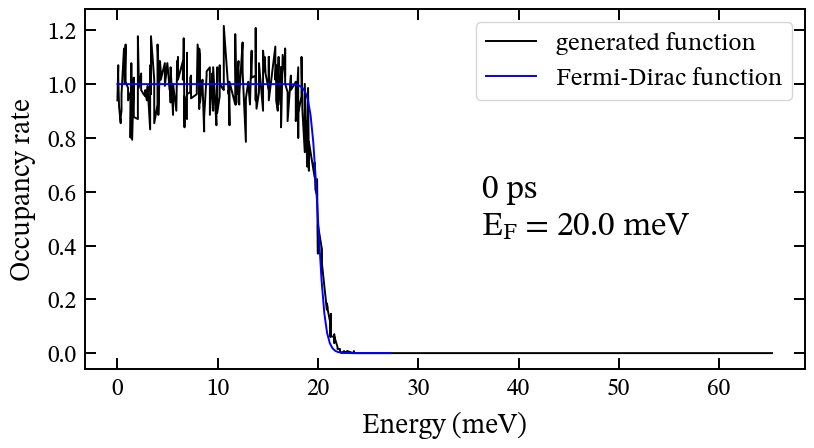 generated function
Fermi-Dirac function
0 ps
E_F = 20.0 meV
Occupancy rate
1.2
1.0
0.8
0.6
0.4
0.2
0.0
0 10 20 30 40 50 60
Energy (meV)